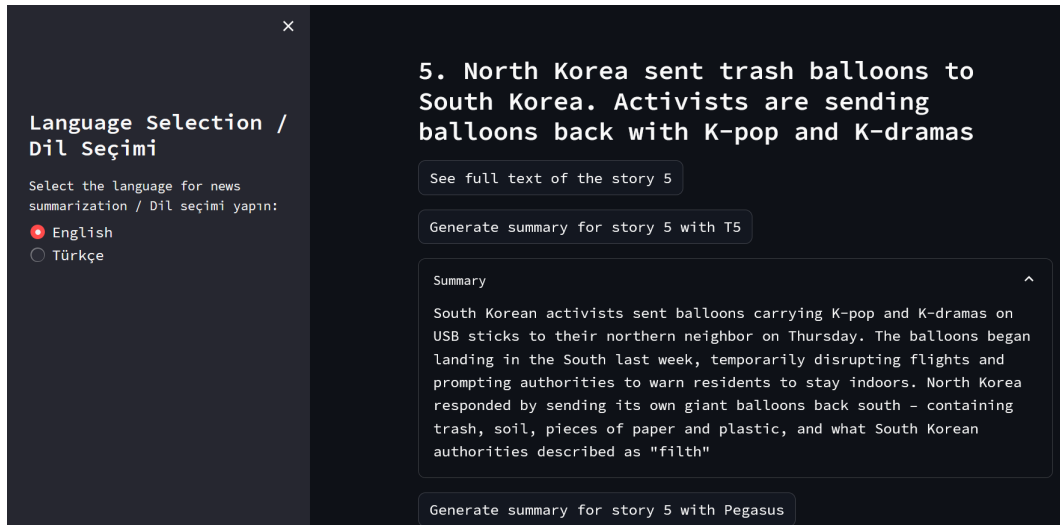 Language Selection /
Dil Seçimi
Select the language for news
summarization / Dil seçimi yapın:
English
Türkçe
5. North Korea sent trash balloons to
South Korea. Activists are sending
balloons back with K-pop and K-dramas
See full text of the story 5
Generate summary for story 5 with T5
Summary
South Korean activists sent balloons carrying K-pop and K-dramas on
USB sticks to their northern neighbor on Thursday. The balloons began
landing in the South last week, temporarily disrupting flights and
prompting authorities to warn residents to stay indoors. North Korea
responded by sending its own giant balloons back south – containing
trash, soil, pieces of paper and plastic, and what South Korean
authorities described as "filth"
Generate summary for story 5 with Pegasus